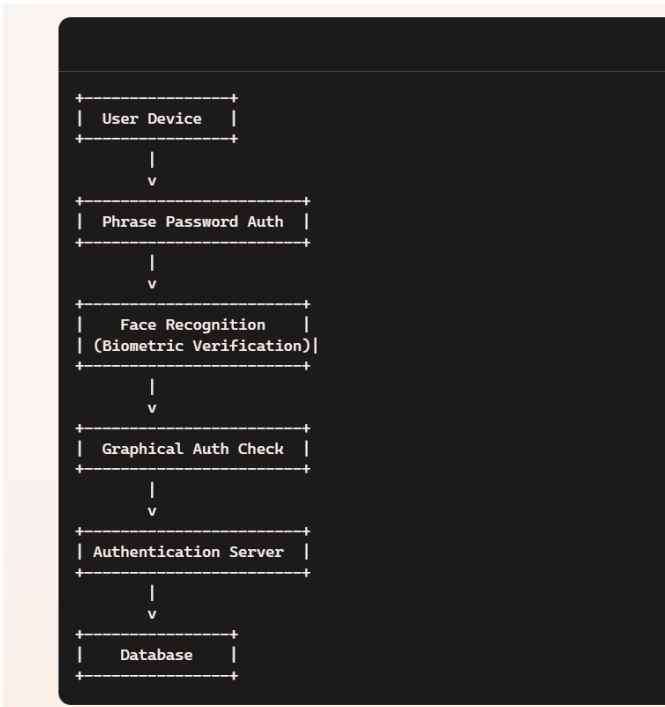 +----------------+
|  User Device   |
+----------------+
        |
        v
+------------------------+
|  Phrase Password Auth  |
+------------------------+
        |
        v
+------------------------+
|    Face Recognition    |
| (Biometric Verification)|
+------------------------+
        |
        v
+------------------------+
|  Graphical Auth Check  |
+------------------------+
        |
        v
+------------------------+
| Authentication Server  |
+------------------------+
        |
        v
+----------------+
|    Database    |
+----------------+